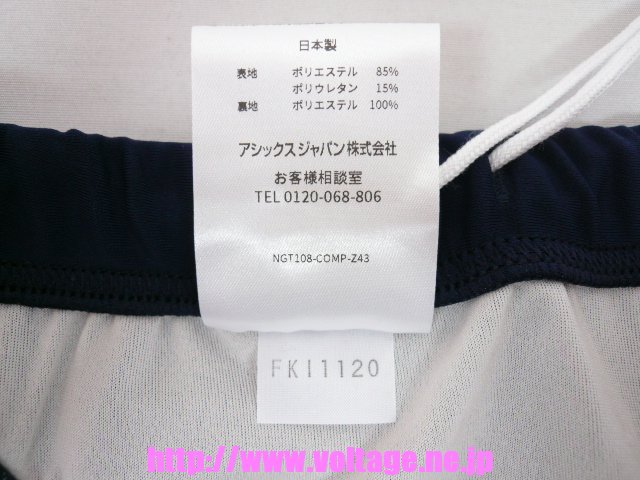 日本製
表地 ポリエステル 85%
ポリウレタン 15%
裏地 ポリエステル 100%
アシックスジャパン株式会社
お客様相談室
TEL 0120-068-806
NGT108-COMP-Z43
FKI1120
http://www.voltage.ne.jp